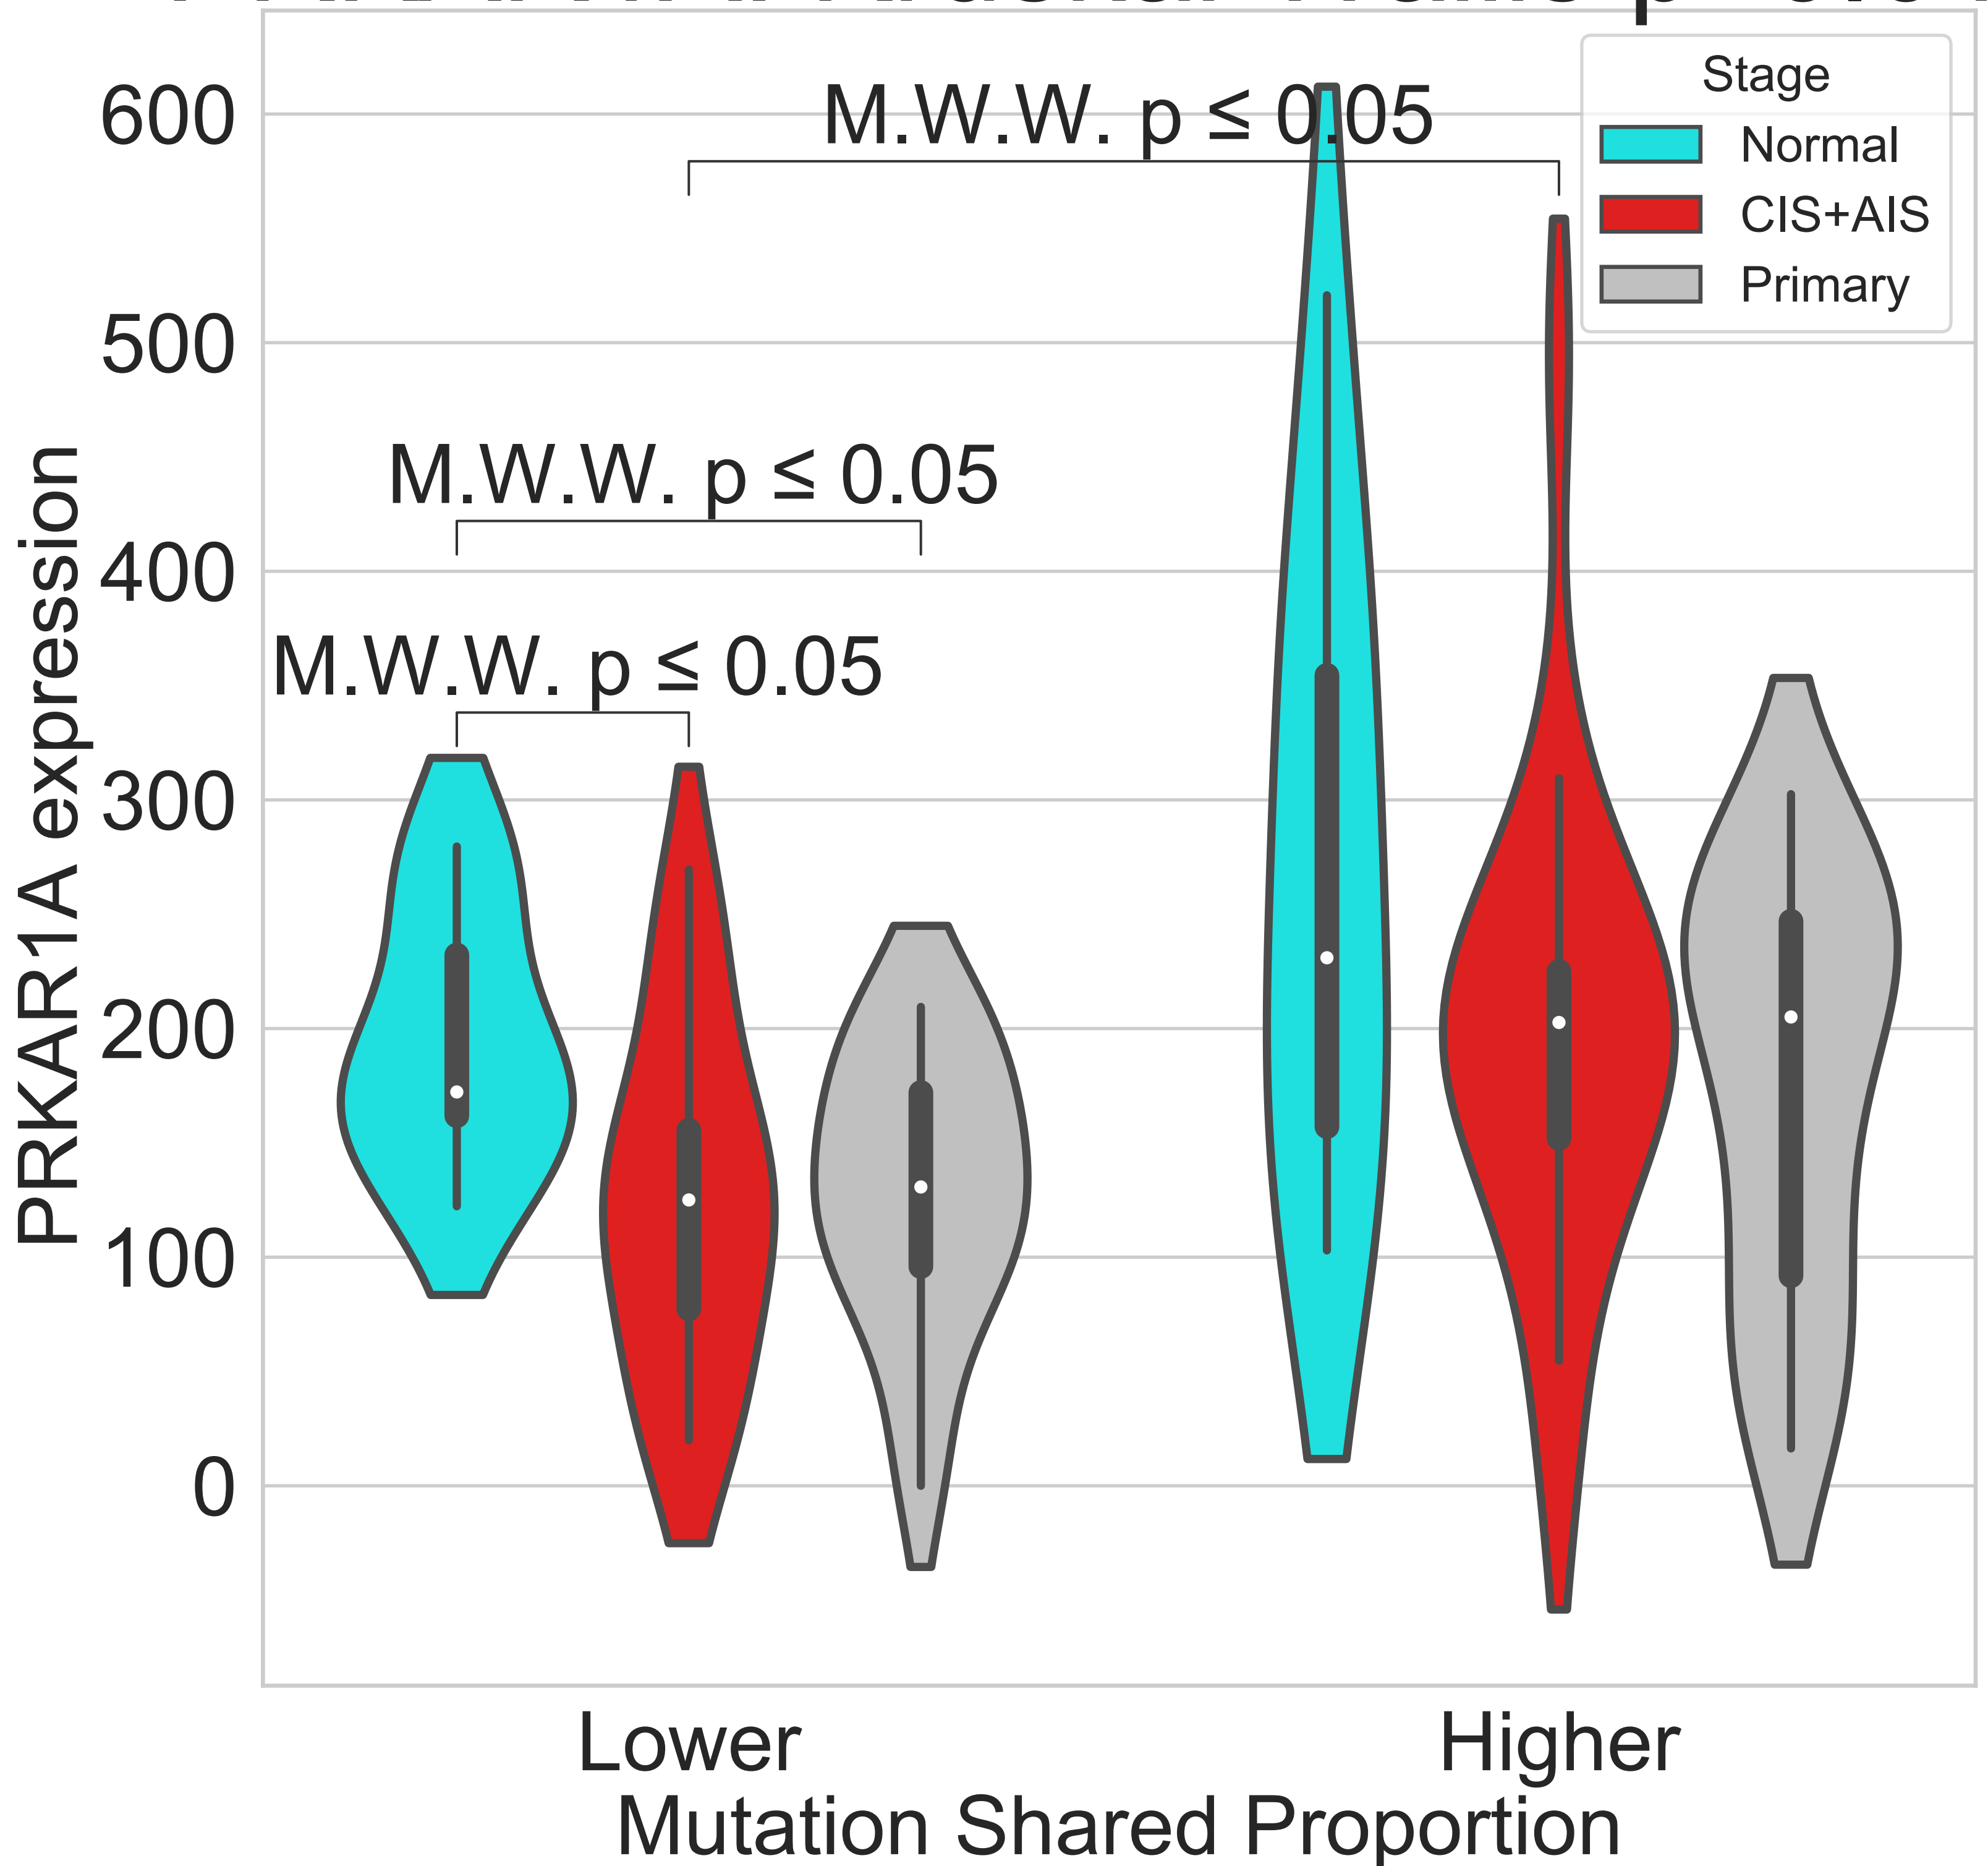 Stage
Normal
CIS+AIS
Primary
M.W.W. p ≤ 0.05
M.W.W. p ≤ 0.05
M.W.W. p ≤ 0.05
600
500
400
300
200
100
0
PRKAR1A expression
Lower
Higher
Mutation Shared Proportion